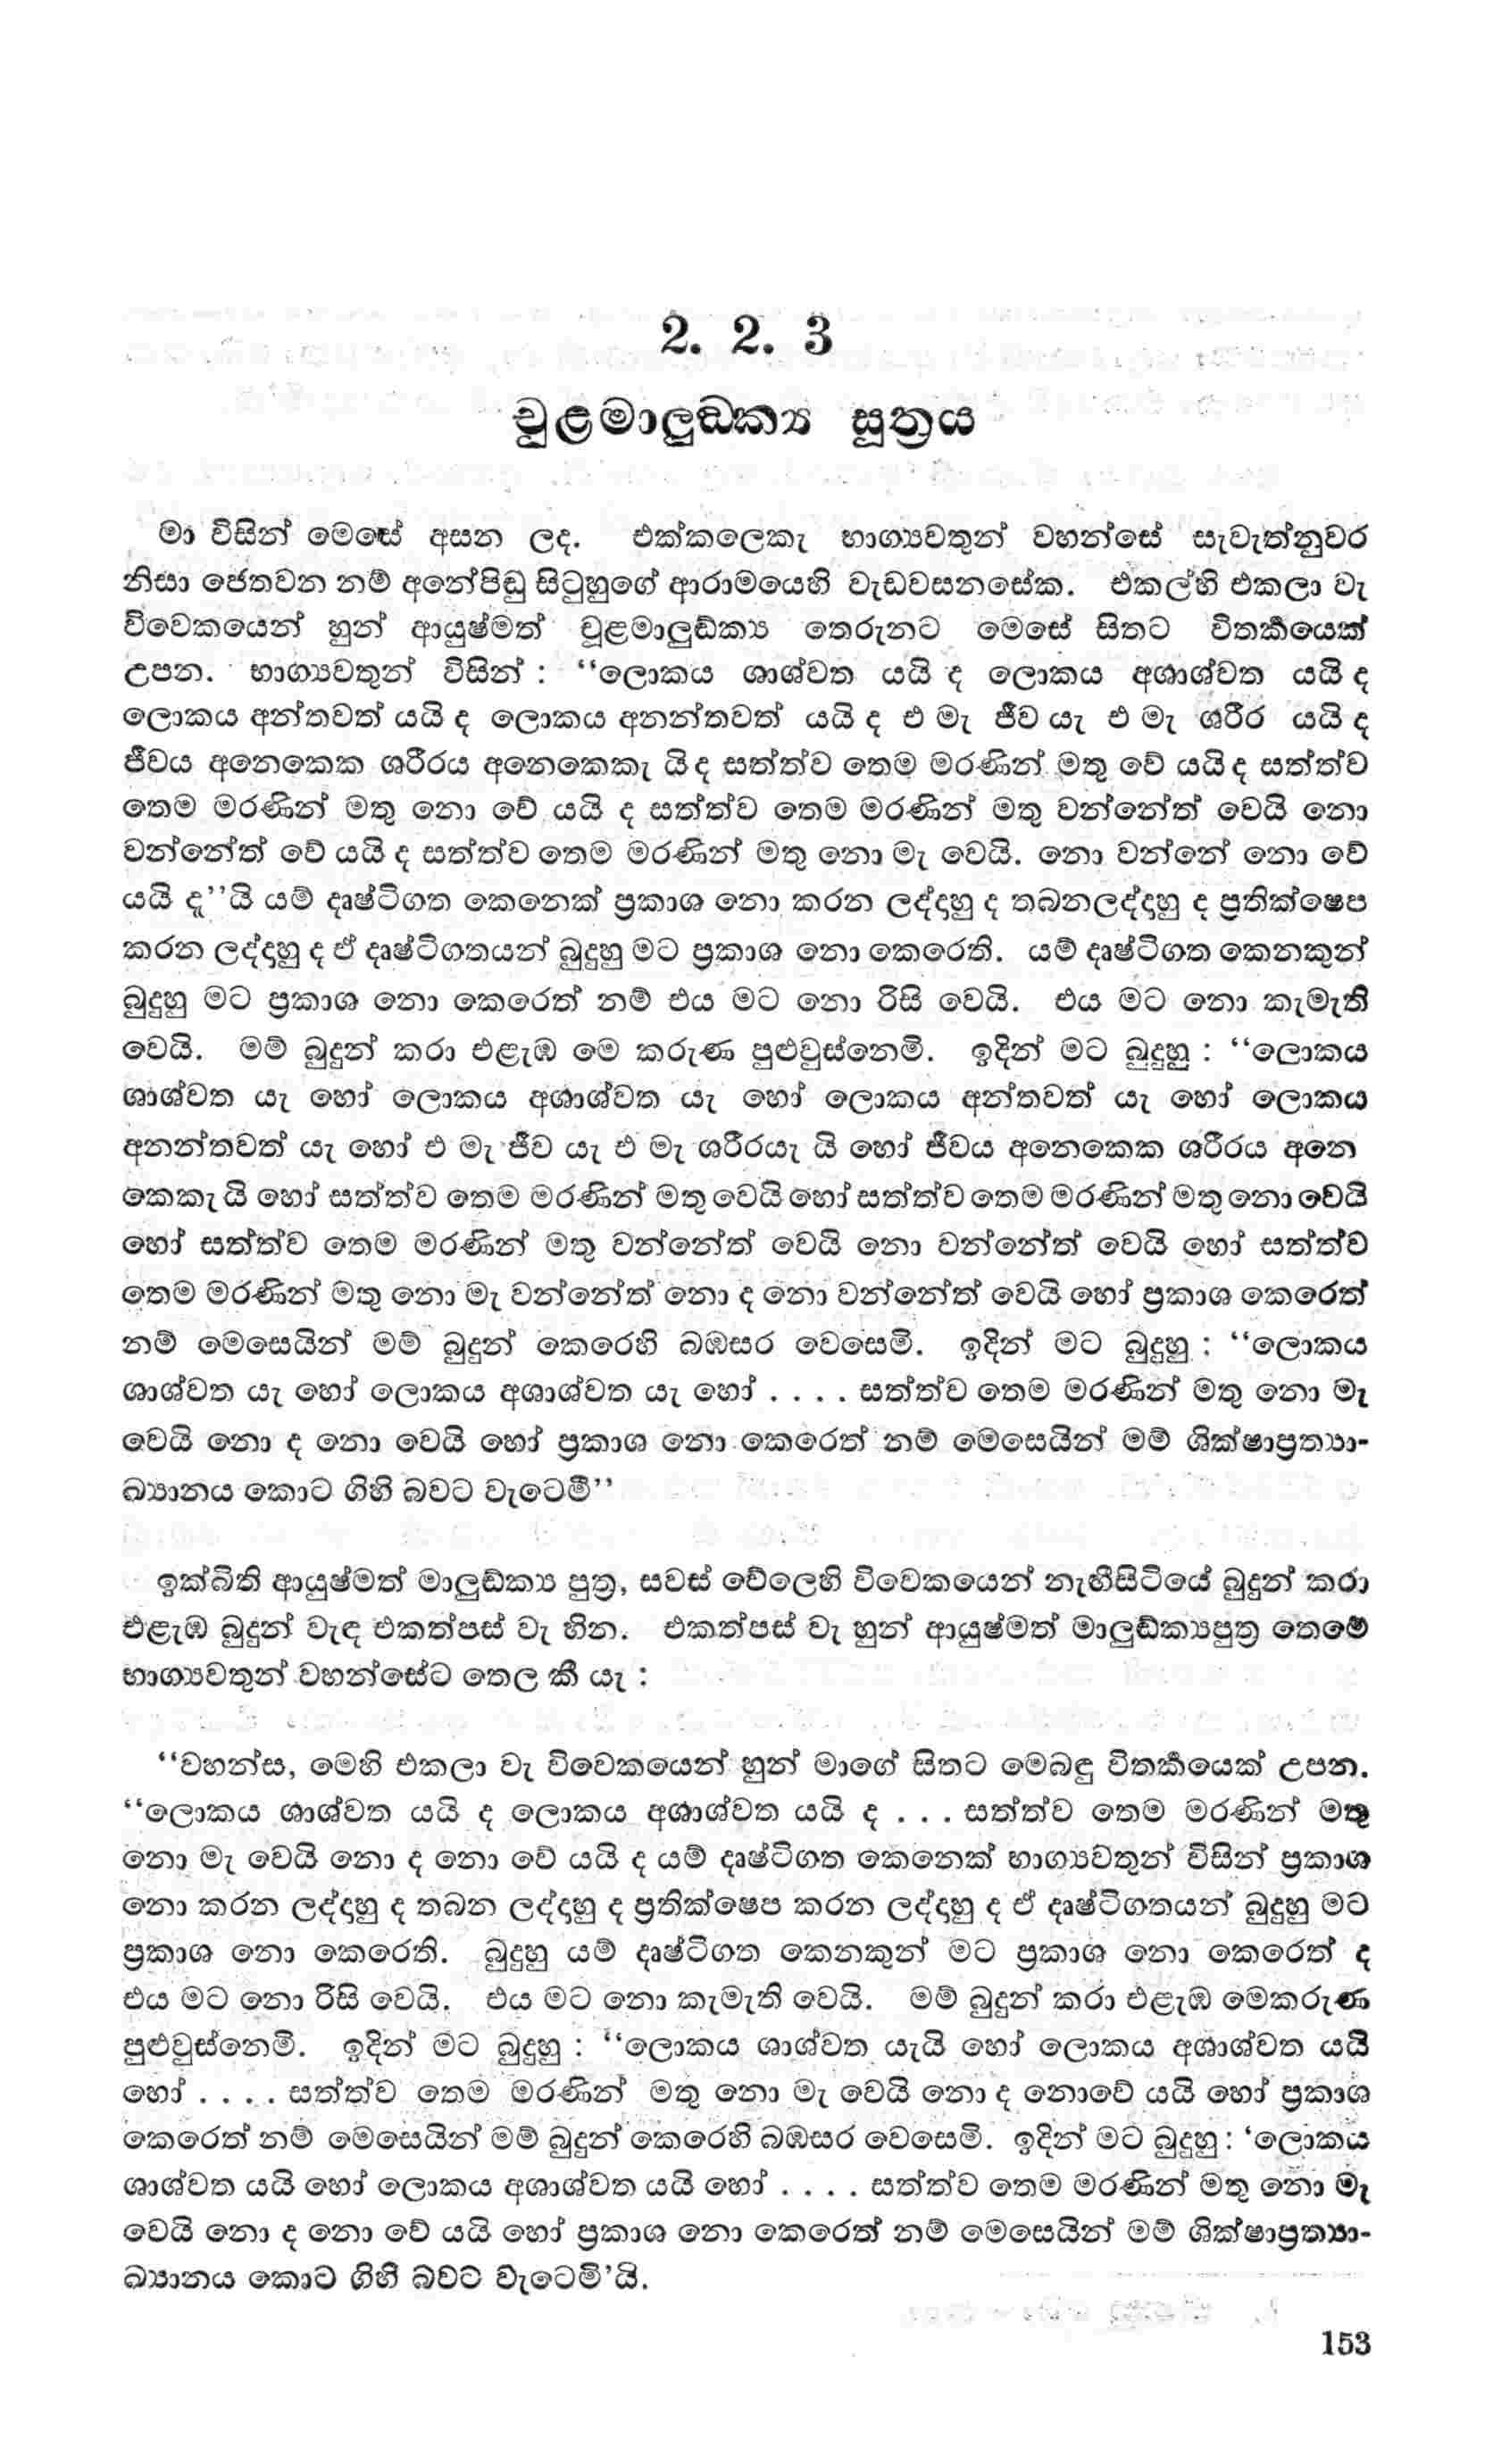 2. 2. 3
චූළමාලුඬක්‍ය සූත්‍රය
මා විසින් මෙසේ අසන ලද. එක්කලෙකැ භාග්‍යවතුන් වහන්සේ සැවැත්නුවර
නිසා ජෙතවන නම් අනේපිඬු සිටුහුගේ ආරාමයෙහි වැඩවසනසේක. එකල්හි එකලා වැ
විවෙකයෙන් හුන් ආයුෂ්මත් චූළමාලුඬ්ක්‍ය තෙරුනට මෙසේ සිතට විතර්‍කයෙක්
උපන. භාග්‍යවතුන් විසින් : “ලොකය ශාශ්වත යයි ද ලොකය අශාශ්වත යයි ද
ලොකය අන්තවත් යයි ද ලොකය අනන්තවත් යයි ද එ මැ ජීව යැ එ මැ ශරීර යයි ද
ජීවය අනෙකෙක ශරීරය අනෙකෙකැ යි ද සත්ත්ව තෙම මරණින් මතු වේ යයි ද සත්ත්ව
තෙම මරණින් මතු නො වේ යයි ද සත්ත්ව තෙම මරණින් මතු වන්නේත් වෙයි නො
වන්නේත් වේ යයි ද සත්ත්ව තෙම මරණින් මතු නො මැ වෙයි. නො වන්නේ නො වේ
යයි දැ”යි යම් දෘෂ්ටිගත කෙනෙක් ප්‍රකාශ නො කරන ලද්දාහු ද තබනලද්දාහු ද ප්‍රතික්ෂෙප
කරන ලද්දාහු ද ඒ දෘෂ්ටිගතයන් බුදුහු මට ප්‍රකාශ නො කෙරෙති. යම් දෘෂ්ටිගත කෙනකුන්
බුදුහු මට ප්‍රකාශ නො කෙරෙත් නම් එය මට නො රිසි වෙයි. එය මට නො කැමැති
වෙයි. මම් බුදුන් කරා එළැඹ මෙ කරුණ පුළුවුස්නෙමි. ඉදින් මට බුදුහු : “ලොකය
ශාශ්වත යැ හෝ ලොකය අශාශ්වත යැ හෝ ලොකය අන්තවත් යැ හෝ ලොකය
අනන්තවත් යැ හෝ එ මැ ජීව යැ එ මැ ශරීරයැ යි හෝ ජීවය අනෙකෙක ශරීරය අනෙ
කෙකැ යි හෝ සත්ත්ව තෙම මරණින් මතු වෙයි හෝ සත්ත්ව තෙම මරණින් මතු නො වෙයි
හෝ සත්ත්ව තෙම මරණින් මතු වන්නේත් වෙයි නො වන්නේත් වෙයි හෝ සත්ත්ව
තෙම මරණින් මතු නො මැ වන්නේත් නො ද නො වන්නේත් වෙයි හෝ ප්‍රකාශ කෙරෙත්
නම් මෙසෙයින් මම් බුදුන් කෙරෙහි බඹසර වෙසෙමි. ඉදින් මට බුදුහු : “ලොකය
ශාශ්වත යැ හෝ ලොකය අශාශ්වත යැ හෝ . . . . සත්ත්ව තෙම මරණින් මතු නො මැ
වෙයි නො ද නො වෙයි හෝ ප්‍රකාශ නො කෙරෙත් නම් මෙසෙයින් මම් ශික්ෂාප්‍රත්‍යා-
ඛ්‍යානය කොට ගිහි බවට වැටෙමී”
ඉක්බිති ආයුෂ්මත් මාලුඬ්ක්‍ය පුත්‍ර, සවස් වේලෙහි විවෙකයෙන් නැඟීසිටියේ බුදුන් කරා
එළැඹ බුදුන් වැඳ එකත්පස් වැ හින. එකත්පස් වැ හුන් ආයුෂ්මත් මාලුඬ්ක්‍යපුත්‍ර තෙමේ
භාග්‍යවතුන් වහන්සේට තෙල කී යැ :
“වහන්ස, මෙහි එකලා වැ විවෙකයෙන් හුන් මාගේ සිතට මෙබඳු විතර්‍කයෙක් උපන.
“ලොකය ශාශ්වත යයි ද ලොකය අශාශ්වත යයි ද . . . සත්ත්ව තෙම මරණින් මතු
නො මැ වෙයි නො ද නො වේ යයි ද යම් දෘෂ්ටිගත කෙනෙක් භාග්‍යවතුන් විසින් ප්‍රකාශ
නො කරන ලද්දාහු ද තබන ලද්දාහු ද ප්‍රතික්ෂෙප කරන ලද්දාහු ද ඒ දෘෂ්ටිගතයන් බුදුහු මට
ප්‍රකාශ නො කෙරෙති. බුදුහු යම් දෘෂ්ටිගත කෙනකුන් මට ප්‍රකාශ නො කෙරෙත් ද
එය මට නො රිසි වෙයි. එය මට නො කැමැති වෙයි. මම් බුදුන් කරා එළැඹ මෙකරුණ
පුළුවුස්නෙමි. ඉදින් මට බුදුහු : “ලොකය ශාශ්වත යැයි හෝ ලොකය අශාශ්වත යයි
හෝ . . . . සත්ත්ව තෙම මරණින් මතු නො මැ වෙයි නො ද නොවේ යයි හෝ ප්‍රකාශ
කෙරෙත් නම් මෙසෙයින් මම් බුදුන් කෙරෙහි බඹසර වෙසෙමි. ඉදින් මට බුදුහු : ‘ලොකය
ශාශ්වත යයි හෝ ලොකය අශාශ්වත යයි හෝ . . . . සත්ත්ව තෙම මරණින් මතු නො මැ
වෙයි නො ද නො වේ යයි හෝ ප්‍රකාශ නො කෙරෙත් නම් මෙසෙයින් මම් ශික්ෂාප්‍රත්‍යා-
ඛ්‍යානය කොට ගිහි බවට වැටෙමි’යි.
153